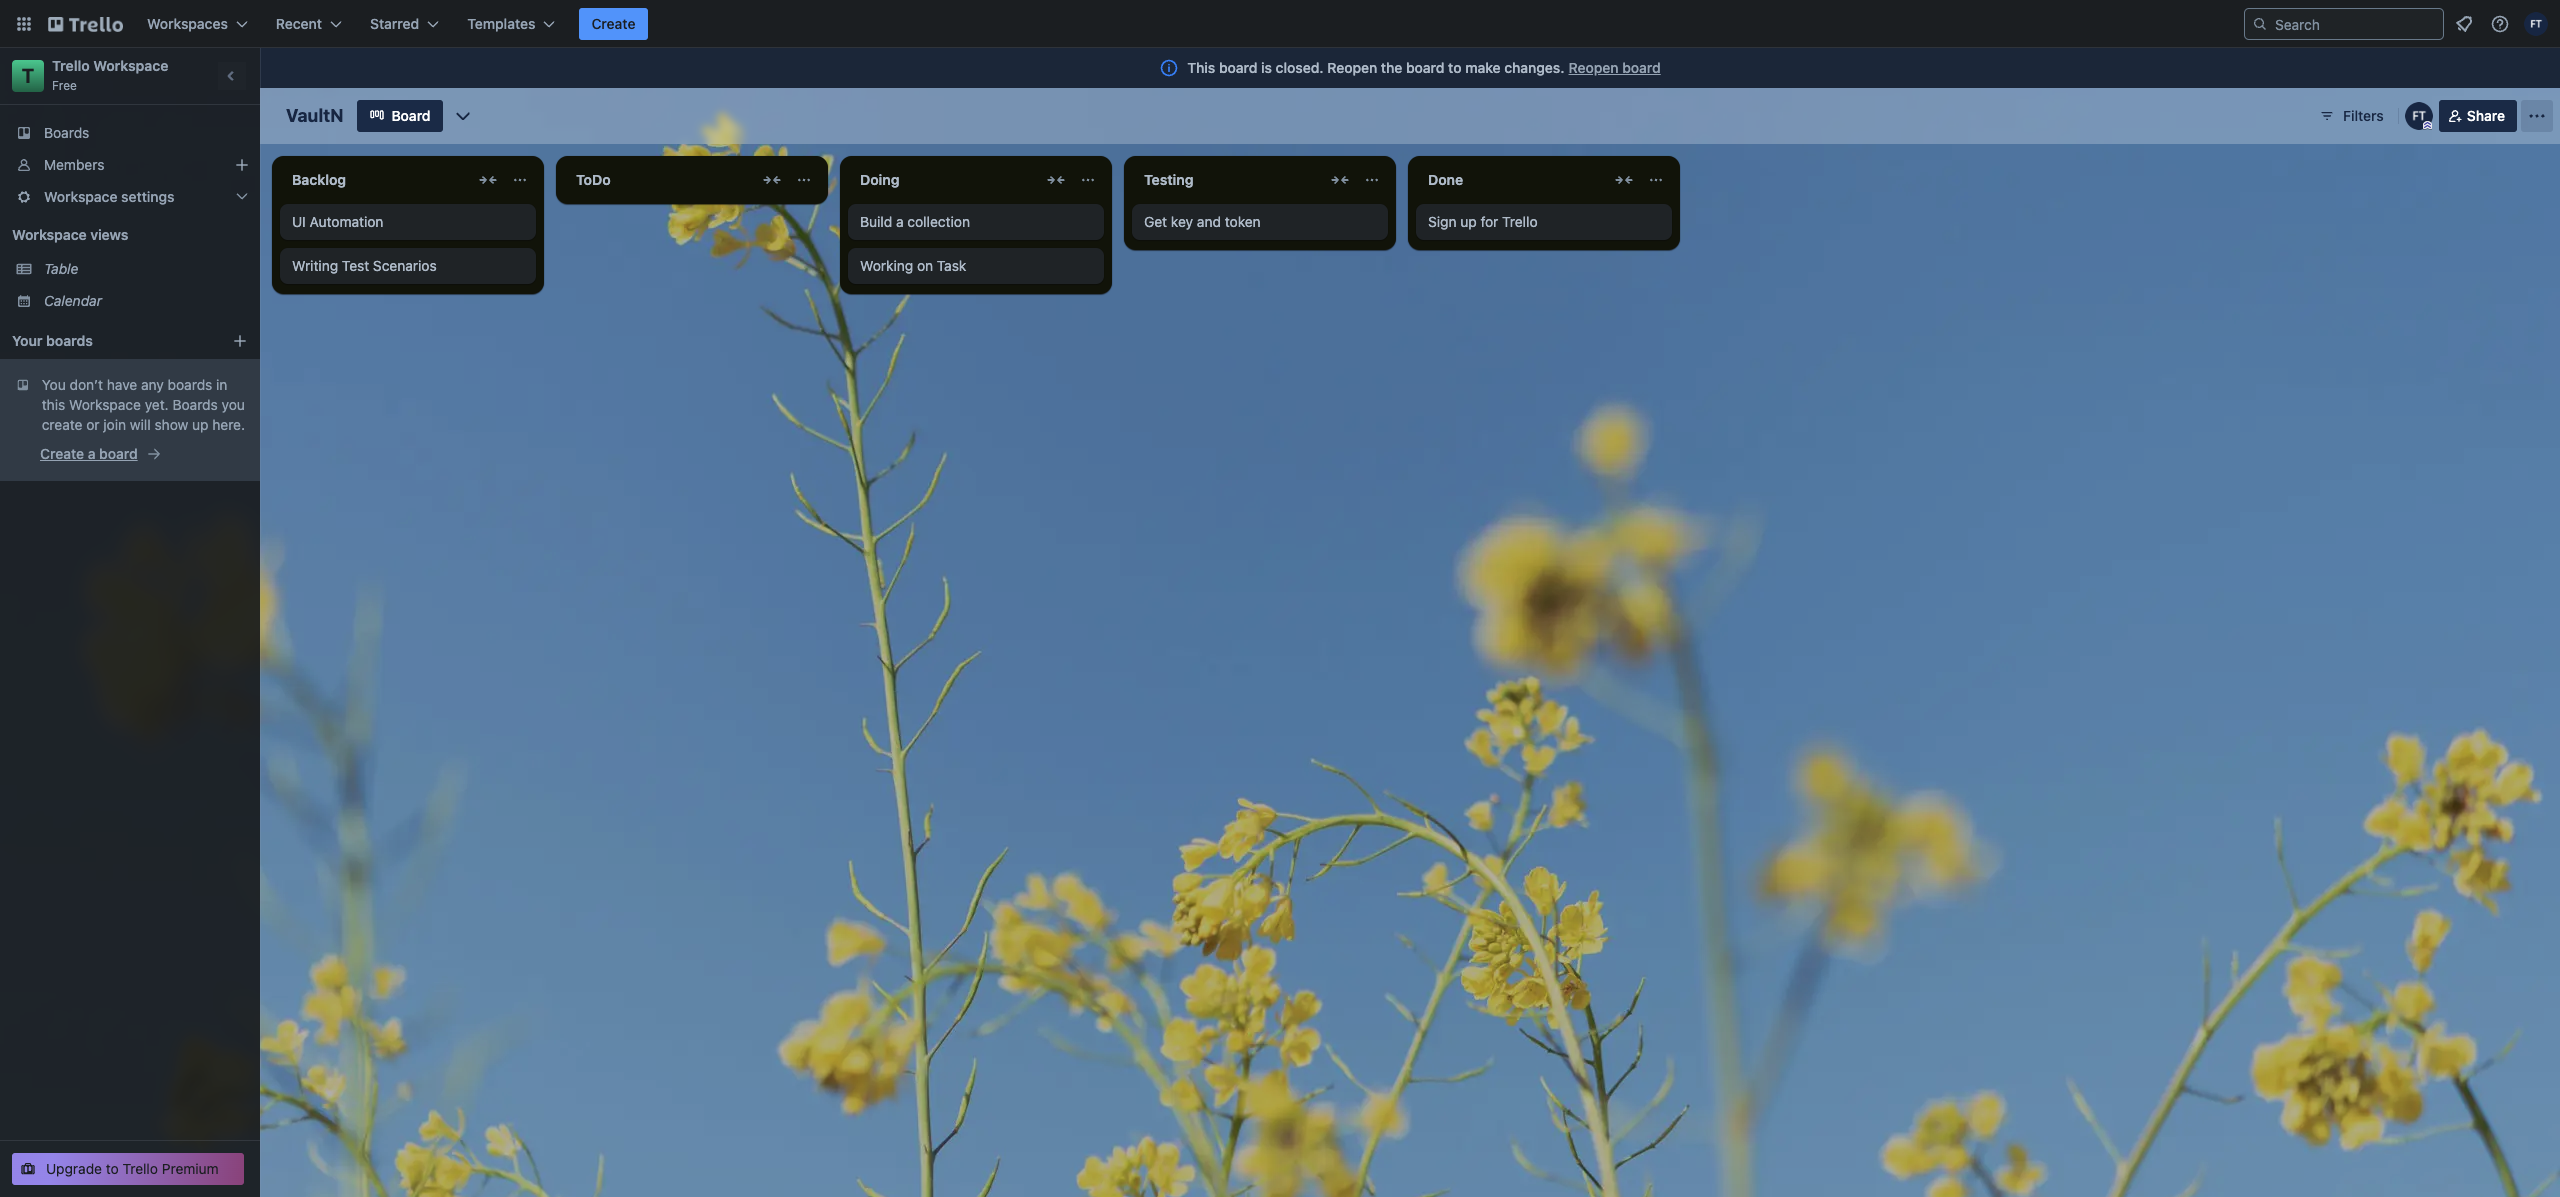 Trello
Workspaces
Recent
Starred
Templates
Create
Search
FT
T
Trello Workspace
Free
This board is closed. Reopen the board to make changes. Reopen board
VaultN
Board
Filters
FT
Share
Boards
Members
Workspace settings
Workspace views
Table
Calendar
Your boards
You don't have any boards in
this Workspace yet. Boards you
create or join will show up here.
Create a board
Backlog
UI Automation
Writing Test Scenarios
ToDo
Doing
Build a collection
Working on Task
Testing
Get key and token
Done
Sign up for Trello
Upgrade to Trello Premium